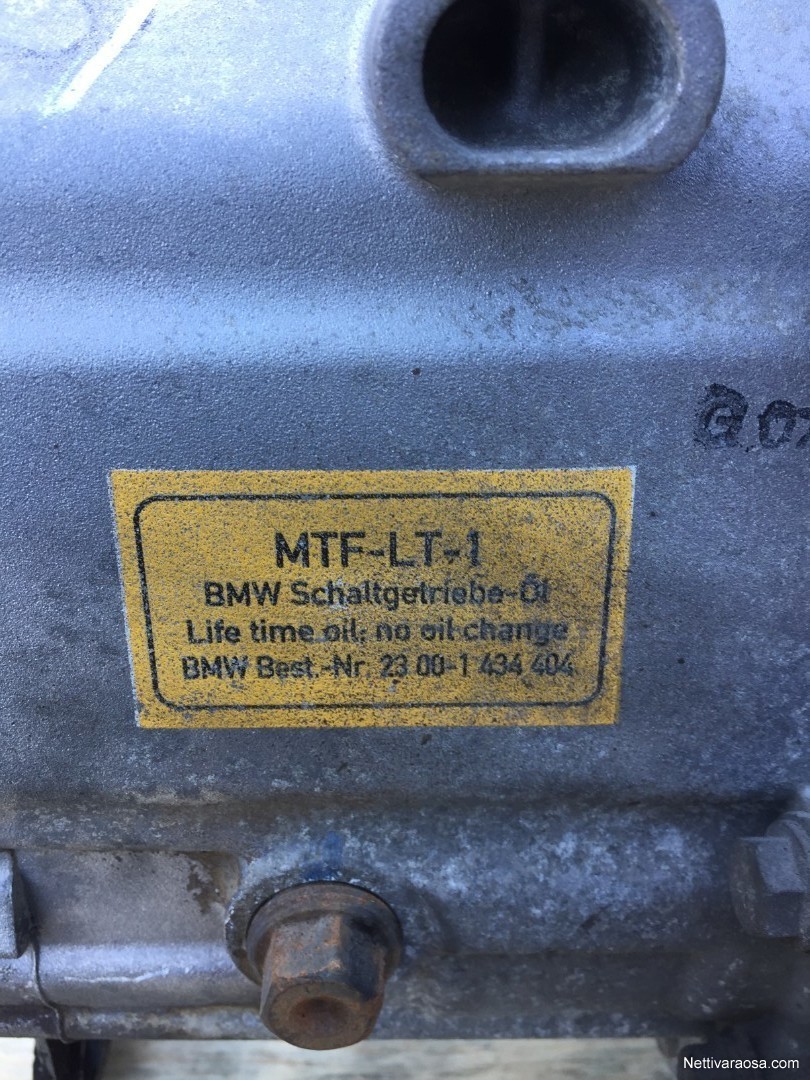 MTF-LT-1
BMW Schaltgetriebe-Öl
Life time oil; no oil change
BMW Best.-Nr. 23 00-1 434 404
Nettivaraosa.com